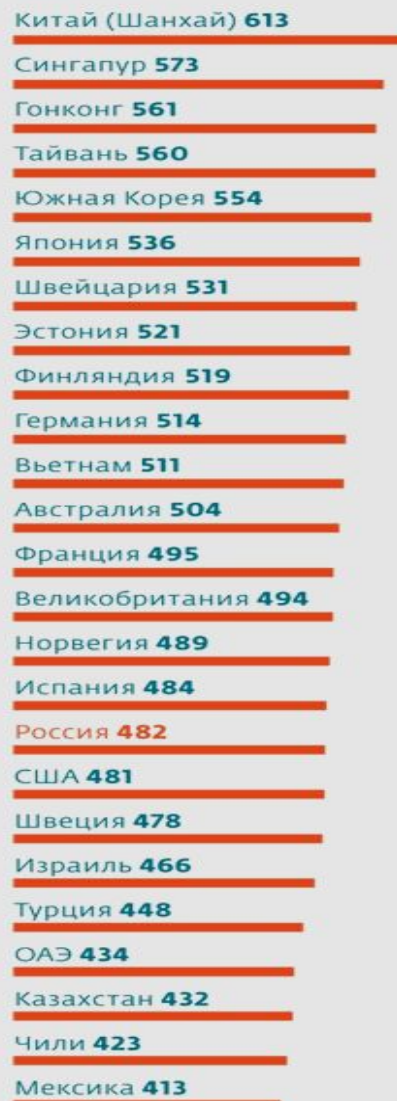 Китай (Шанхай) 613
Сингапур 573
Гонконг 561
Тайвань 560
Южная Корея 554
Япония 536
Швейцария 531
Эстония 521
Финляндия 519
Германия 514
Вьетнам 511
Австралия 504
Франция 495
Великобритания 494
Норвегия 489
Испания 484
Россия 482
США 481
Швеция 478
Израиль 466
Турция 448
ОАЭ 434
Казахстан 432
Чили 423
Мексика 413